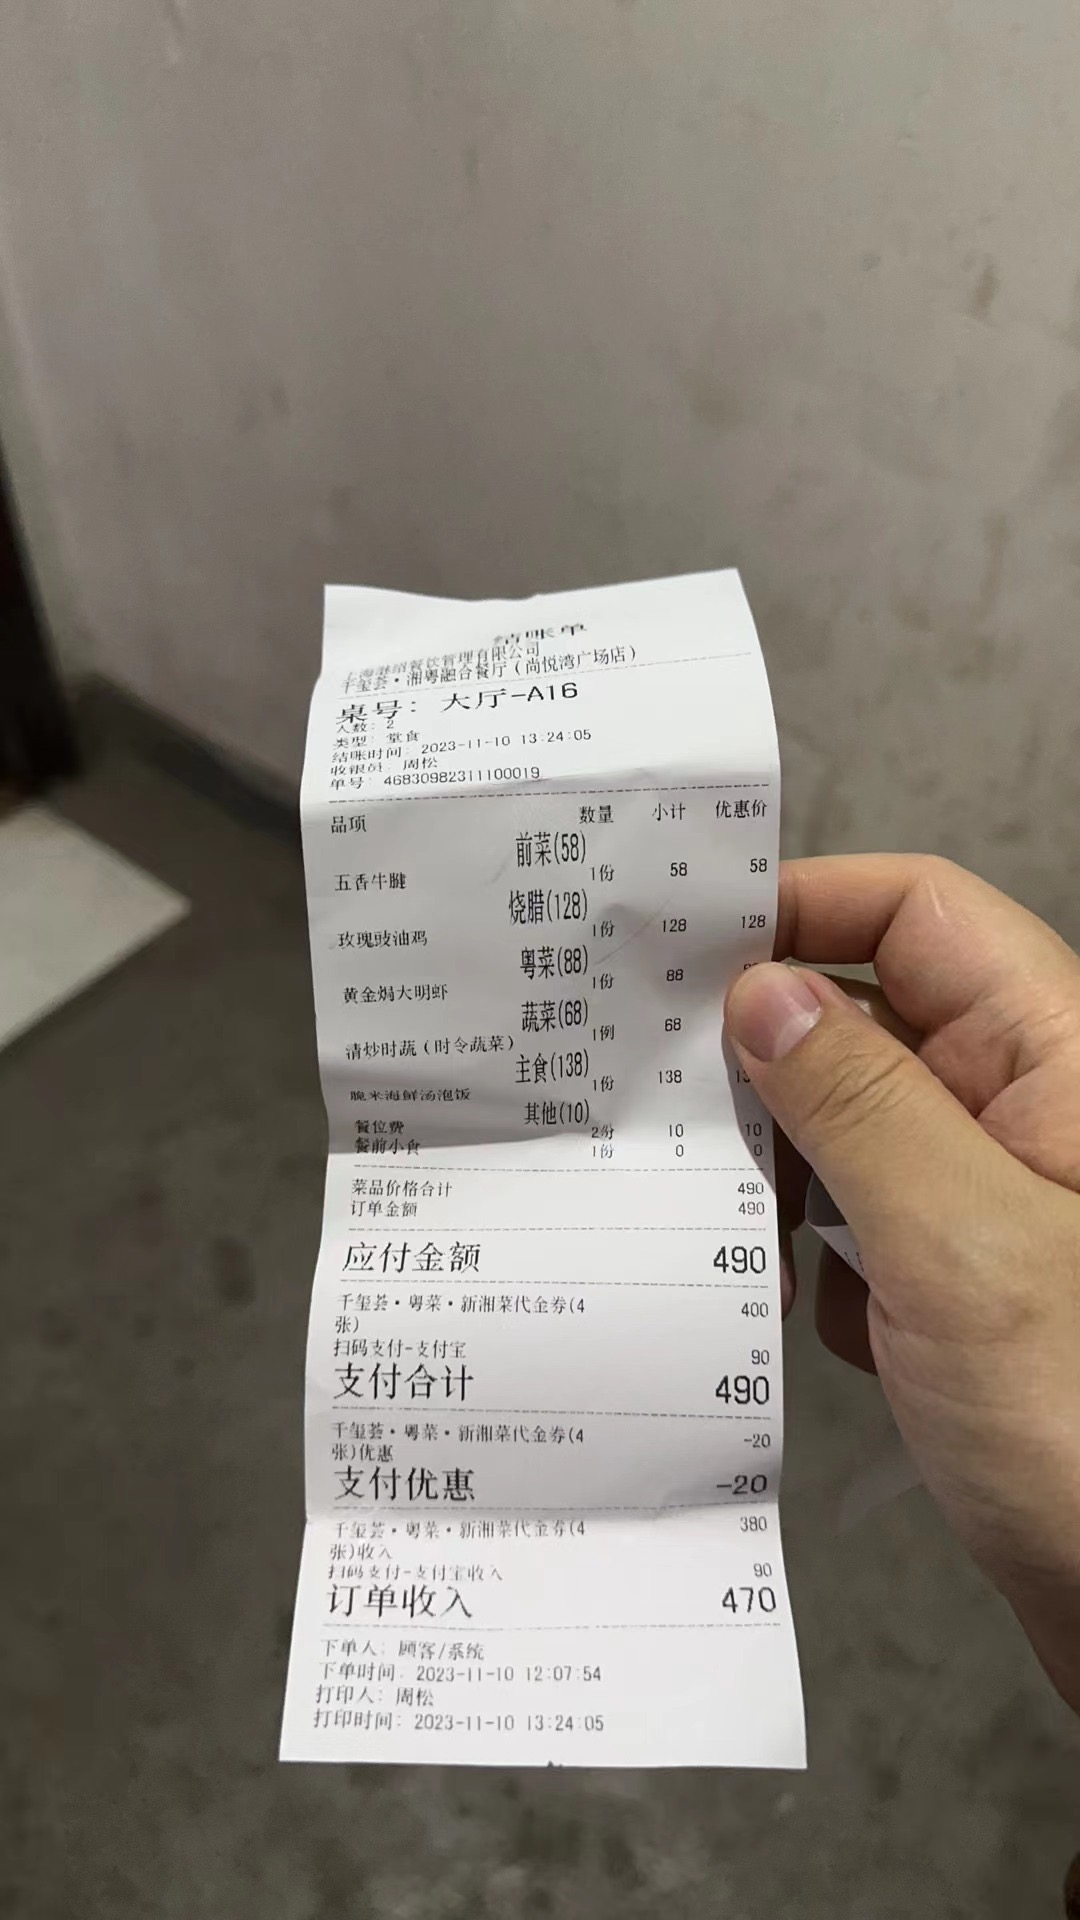 结账单
上海 餐饮管理有限公司
千玺荟·湘粤融合餐厅(尚悦湾广场店)
桌号: 大厅-A16
人数: 2
类型: 堂食
结账时间: 2023-11-10 13:24:05
收银员: 周松
单号: 46830982311100019
品项 数量 小计 优惠价
前菜(58)
五香牛腱 1份 58 58
烧腊(128)
玫瑰豉油鸡 1份 128 128
粤菜(88)
黄金焗大明虾 1份 88
蔬菜(68)
清炒时蔬(时令蔬菜) 1例 68
主食(138)
脆米海鲜汤泡饭 1份 138
其他(10)
餐位费 2份 10 10
餐前小食 1份 0 0
菜品价格合计 490
订单金额 490
应付金额 490
千玺荟·粤菜·新湘菜代金券(4 400
张)
扫码支付-支付宝 90
支付合计 490
千玺荟·粤菜·新湘菜代金券(4 -20
张)优惠
支付优惠 -20
千玺荟·粤菜·新湘菜代金券(4 380
张)收入
扫码支付-支付宝收入 90
订单收入 470
下单人: 顾客/系统
下单时间: 2023-11-10 12:07:54
打印人: 周松
打印时间: 2023-11-10 13:24:05